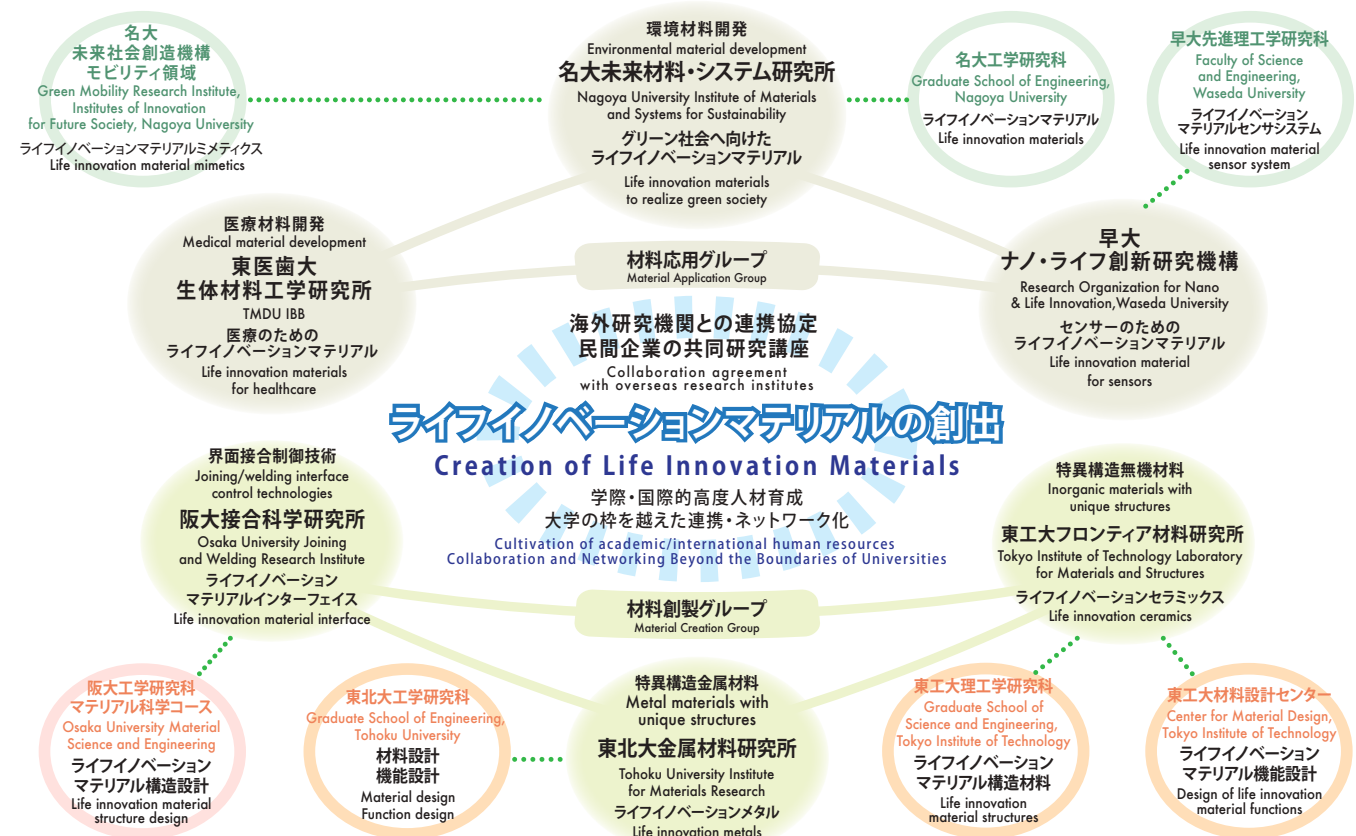 名大
未来社会創造機構
モビリティ領域
Green Mobility Research Institute,
Institutes of Innovation
for Future Society, Nagoya University
ライフイノベーションマテリアルミメティクス
Life innovation material mimetics
環境材料開発
Environmental material development
名大未来材料・システム研究所
Nagoya University Institute of Materials
and Systems for Sustainability
グリーン社会へ向けた
ライフイノベーションマテリアル
Life innovation materials
to realize green society
名大工学研究科
Graduate School of Engineering,
Nagoya University
ライフイノベーションマテリアル
Life innovation materials
早大先進理工学研究科
Faculty of Science
and Engineering,
Waseda University
ライフイノベーション
マテリアルセンサシステム
Life innovation material
sensor system
医療材料開発
Medical material development
東医歯大
生体材料工学研究所
TMDU IBB
医療のための
ライフイノベーションマテリアル
Life innovation materials
for healthcare
材料応用グループ
Material Application Group
早大
ナノ・ライフ創新研究機構
Research Organization for Nano
& Life Innovation,Waseda University
センサーのための
ライフイノベーションマテリアル
Life innovation material
for sensors
海外研究機関との連携協定
民間企業の共同研究講座
Collaboration agreement
with overseas research institutes
ライフイノベーションマテリアルの創出
Creation of Life Innovation Materials
学際・国際的高度人材育成
大学の枠を越えた連携・ネットワーク化
Cultivation of academic/international human resources
Collaboration and Networking Beyond the Boundaries of Universities
界面接合制御技術
Joining/welding interface
control technologies
阪大接合科学研究所
Osaka University Joining
and Welding Research Institute
ライフイノベーション
マテリアルインターフェイス
Life innovation material interface
材料創製グループ
Material Creation Group
特異構造無機材料
Inorganic materials with
unique structures
東工大フロンティア材料研究所
Tokyo Institute of Technology Laboratory
for Materials and Structures
ライフイノベーションセラミックス
Life innovation ceramics
阪大工学研究科
マテリアル科学コース
Osaka University Material
Science and Engineering
ライフイノベーション
マテリアル構造設計
Life innovation material
structure design
東北大工学研究科
Graduate School of Engineering,
Tohoku University
材料設計
機能設計
Material design
Function design
特異構造金属材料
Metal materials with
unique structures
東北大金属材料研究所
Tohoku University Institute
for Materials Research
ライフイノベーションメタル
Life innovation metals
東工大理工学研究科
Graduate School of
Science and Engineering,
Tokyo Institute of Technology
ライフイノベーション
マテリアル構造材料
Life innovation
material structures
東工大材料設計センター
Center for Material Design,
Tokyo Institute of Technology
ライフイノベーション
マテリアル機能設計
Design of life innovation
material functions